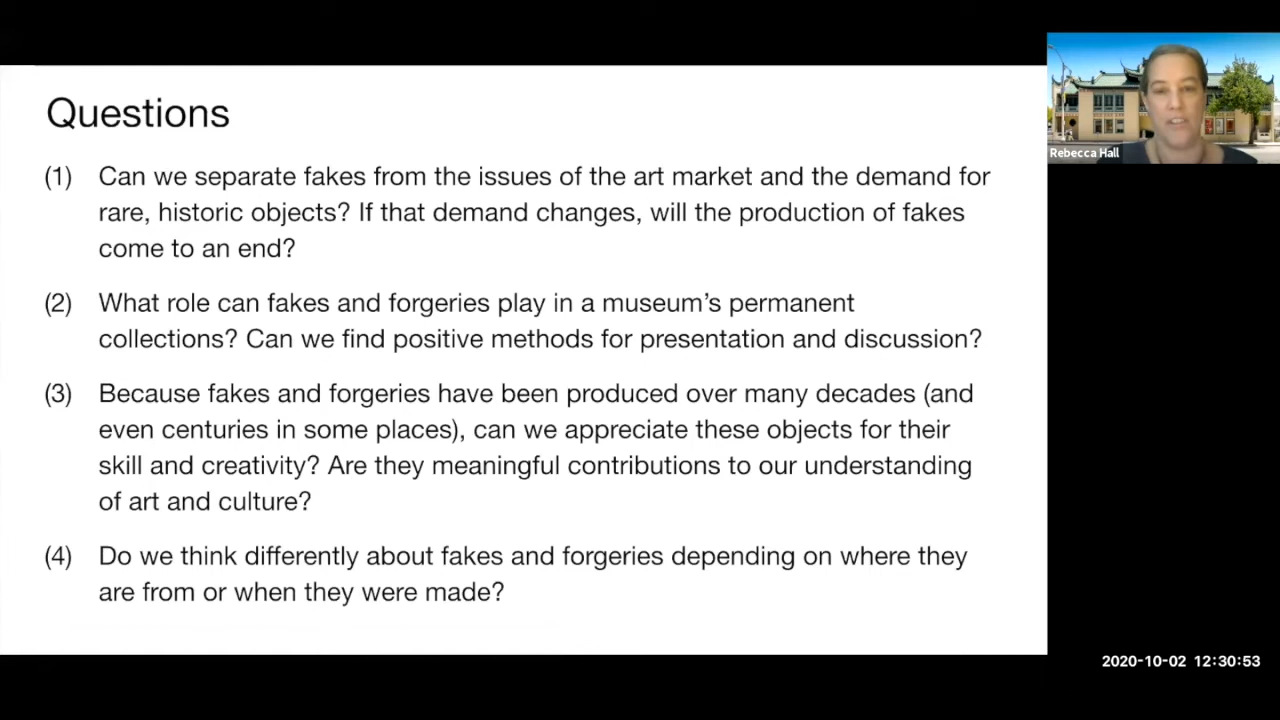 Questions
(1) Can we separate fakes from the issues of the art market and the demand for
rare, historic objects? If that demand changes, will the production of fakes
come to an end?
(2) What role can fakes and forgeries play in a museum’s permanent
collections? Can we find positive methods for presentation and discussion?
(3) Because fakes and forgeries have been produced over many decades (and
even centuries in some places), can we appreciate these objects for their
skill and creativity? Are they meaningful contributions to our understanding
of art and culture?
(4) Do we think differently about fakes and forgeries depending on where they
are from or when they were made?
Rebecca Hall
2020-10-02 12:30:53